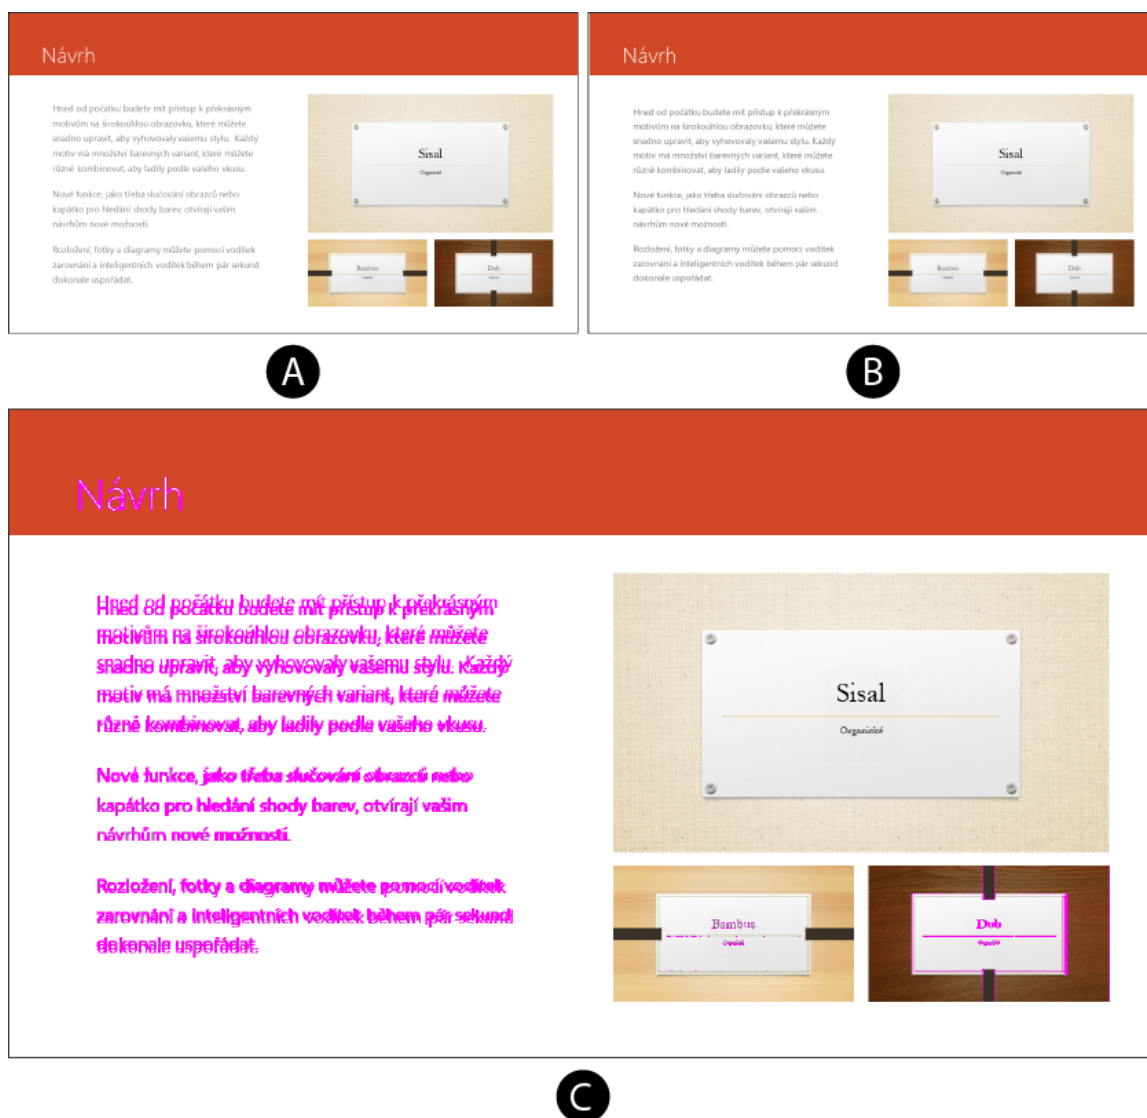 Návrh
Hned od počátku budete mít přístup k překrásným
motivům na širokoúhlou obrazovku, které můžete
snadno upravit, aby vyhovovaly vašemu stylu. Každý
motiv má množství barevných variant, které můžete
různě kombinovat, aby ladily podle vašeho vkusu.
Nové funkce, jako třeba slučování obrazců nebo
kapátko pro hledání shody barev, otvírají vašim
návrhům nové možnosti.
Rozložení, fotky a diagramy můžete pomocí vodítek
zarovnání a inteligentních vodítek během pár sekund
dokonale uspořádat.
Sisal
Organické
Bambus
Dub
A
Návrh
Hned od počátku budete mít přístup k překrásným
motivům na širokoúhlou obrazovku, které můžete
snadno upravit, aby vyhovovaly vašemu stylu. Každý
motiv má množství barevných variant, které můžete
různě kombinovat, aby ladily podle vašeho vkusu.
Nové funkce, jako třeba slučování obrazců nebo
kapátko pro hledání shody barev, otvírají vašim
návrhům nové možnosti.
Rozložení, fotky a diagramy můžete pomocí vodítek
zarovnání a inteligentních vodítek během pár sekund
dokonale uspořádat.
Sisal
Organické
Bambus
Dub
B
Návrh
Hned od počátku budete mít přístup k překrásným
motivům na širokoúhlou obrazovku, které můžete
snadno upravit, aby vyhovovaly vašemu stylu. Každý
motiv má množství barevných variant, které můžete
různě kombinovat, aby ladily podle vašeho vkusu.
Nové funkce, jako třeba slučování obrazců nebo
kapátko pro hledání shody barev, otvírají vašim
návrhům nové možnosti.
Rozložení, fotky a diagramy můžete pomocí vodítek
zarovnání a inteligentních vodítek během pár sekund
dokonale uspořádat.
Sisal
Organické
Bambus
Dub
C